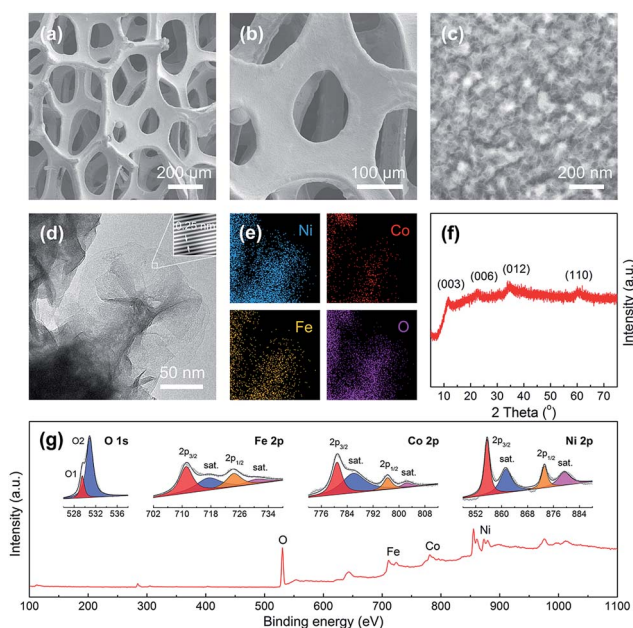 (a)
200 μm
(b)
100 μm
(c)
200 nm
(d)
0.25 nm
50 nm
(e)
Ni
Co
Fe
O
(f)
(003)
(006)
(012)
(110)
Intensity (a.u.)
10 20 30 40 50 60 70
2 Theta (°)
(g)
O 1s
O2
O1
528 532 536
Fe 2p
2p3/2
sat.
2p1/2
sat.
702 710 718 726 734
Co 2p
2p3/2
sat.
2p1/2
sat.
776 784 792 800 808
Ni 2p
2p3/2
sat.
2p1/2
sat.
852 860 868 876 884
O
Fe
Co
Ni
Intensity (a.u.)
100 200 300 400 500 600 700 800 900 1000 1100
Binding energy (eV)